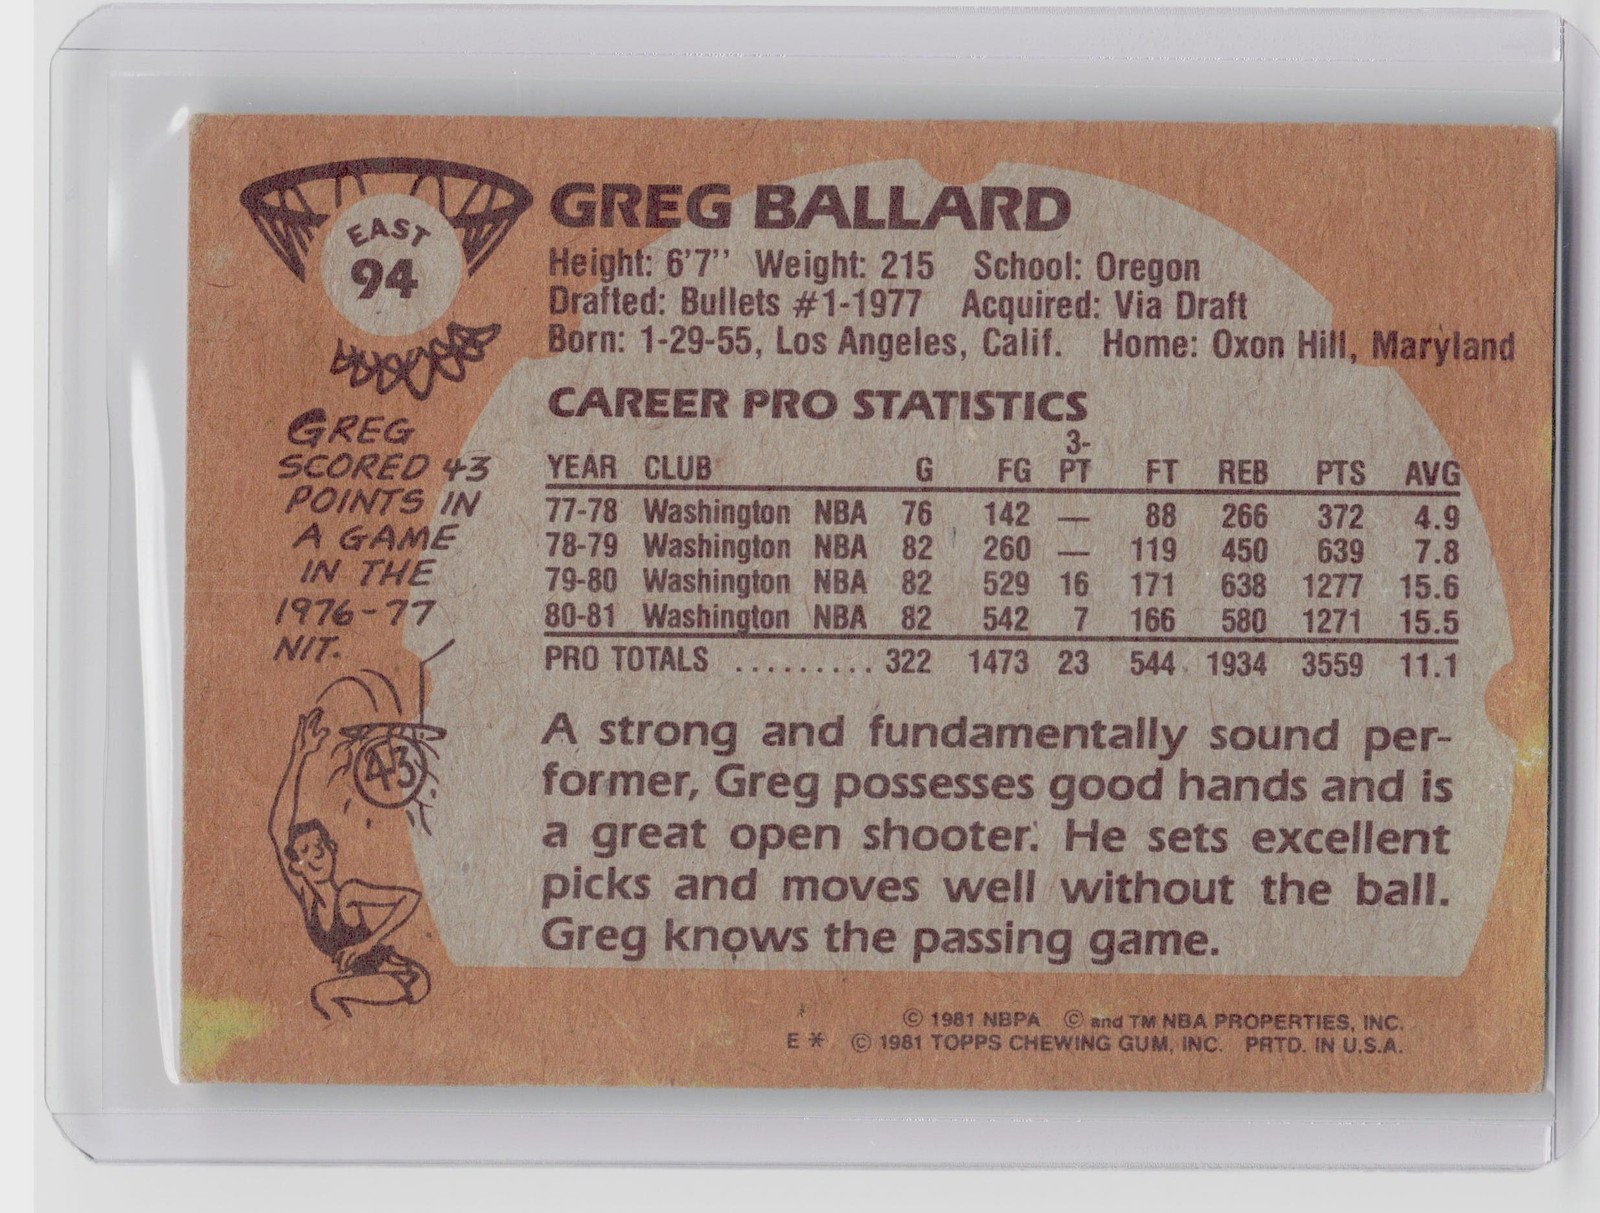 EAST
94
GREG BALLARD
Height: 6'7'' Weight: 215 School: Oregon
Drafted: Bullets #1-1977 Acquired: Via Draft
Born: 1-29-55, Los Angeles, Calif. Home: Oxon Hill, Maryland
GREG
SCORED 43
POINTS IN
A GAME
IN THE
1976-77
NIT.
43
CAREER PRO STATISTICS
YEAR CLUB G FG 3-PT FT REB PTS AVG
77-78 Washington NBA 76 142 — 88 266 372 4.9
78-79 Washington NBA 82 260 — 119 450 639 7.8
79-80 Washington NBA 82 529 16 171 638 1277 15.6
80-81 Washington NBA 82 542 7 166 580 1271 15.5
PRO TOTALS ......... 322 1473 23 544 1934 3559 11.1
A strong and fundamentally sound per-
former, Greg possesses good hands and is
a great open shooter. He sets excellent
picks and moves well without the ball.
Greg knows the passing game.
© 1981 NBPA © and TM NBA PROPERTIES, INC.
E * © 1981 TOPPS CHEWING GUM, INC. PRTD. IN U.S.A.